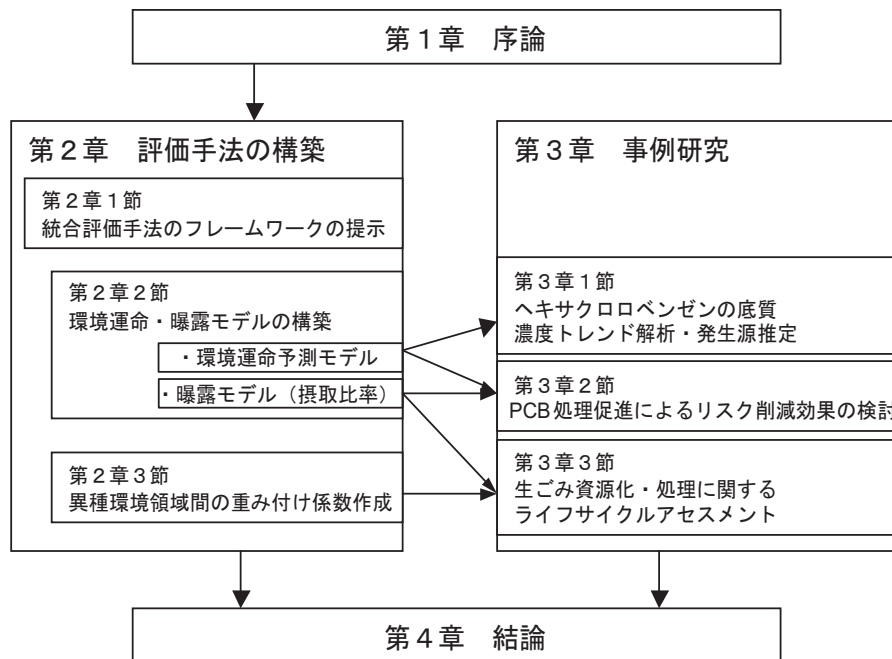 第1章　序論
第2章　評価手法の構築
第2章1節
統合評価手法のフレームワークの提示
第2章2節
環境運命・曝露モデルの構築
・環境運命予測モデル
・曝露モデル（摂取比率）
第2章3節
異種環境領域間の重み付け係数作成
第3章　事例研究
第3章1節
ヘキサクロロベンゼンの底質
濃度トレンド解析・発生源推定
第3章2節
PCB処理促進によるリスク削減効果の検討
第3章3節
生ごみ資源化・処理に関する
ライフサイクルアセスメント
第4章　結論